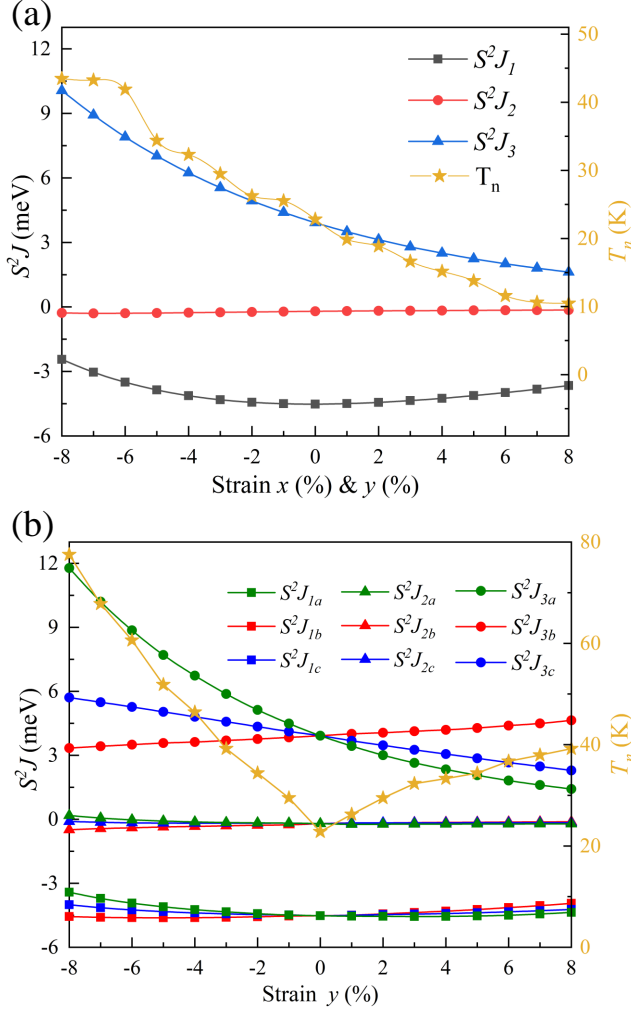 (a)
12
9
6
3
0
-3
-6
S²J (meV)
50
40
30
20
10
0
Tₙ (K)
S²J₁
S²J₂
S²J₃
Tₙ
-8 -6 -4 -2 0 2 4 6 8
Strain x (%) & y (%)
(b)
12
9
6
3
0
-3
-6
S²J (meV)
80
60
40
20
0
Tₙ (K)
S²J1a S²J2a S²J3a
S²J1b S²J2b S²J3b
S²J1c S²J2c S²J3c
-8 -6 -4 -2 0 2 4 6 8
Strain y (%)